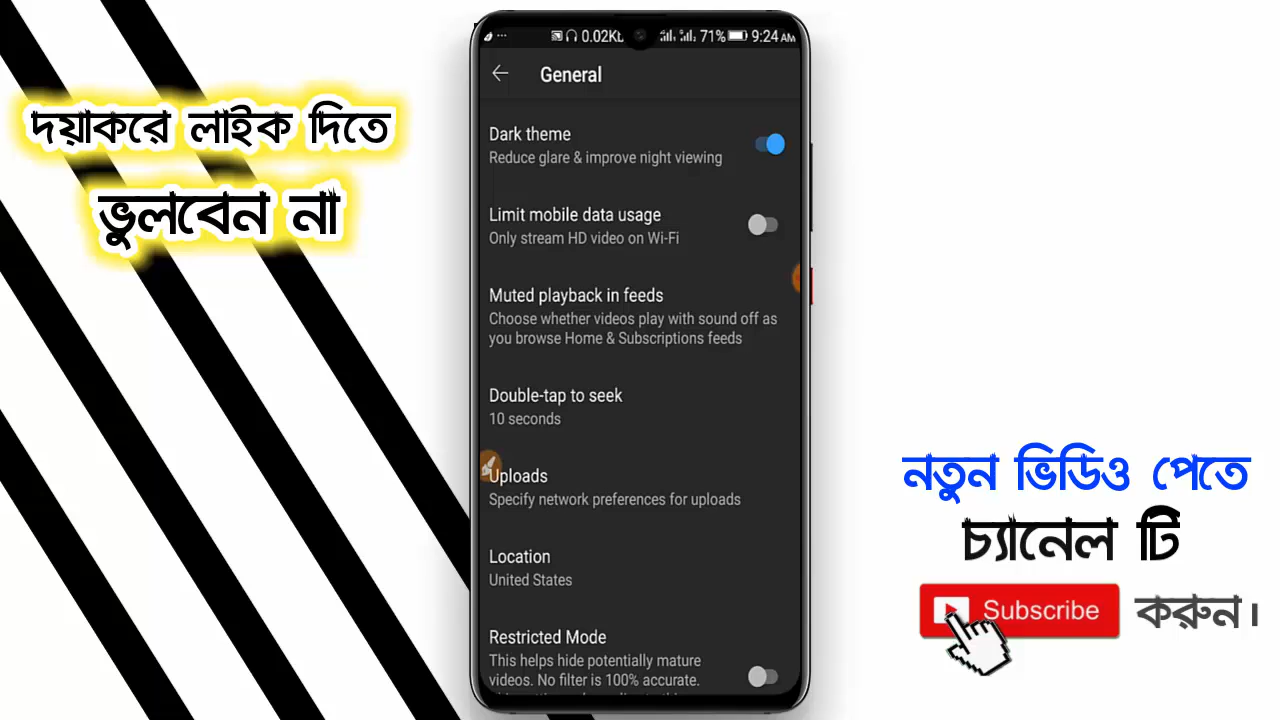 দয়াকরে লাইক দিতে
ভুলবেন না
0.02Kb 71% 9:24 AM
General
Dark theme
Reduce glare & improve night viewing
Limit mobile data usage
Only stream HD video on Wi-Fi
Muted playback in feeds
Choose whether videos play with sound off as
you browse Home & Subscriptions feeds
Double-tap to seek
10 seconds
Uploads
Specify network preferences for uploads
Location
United States
Restricted Mode
This helps hide potentially mature
videos. No filter is 100% accurate.
নতুন ভিডিও পেতে
চ্যানেল টি
Subscribe করুন।